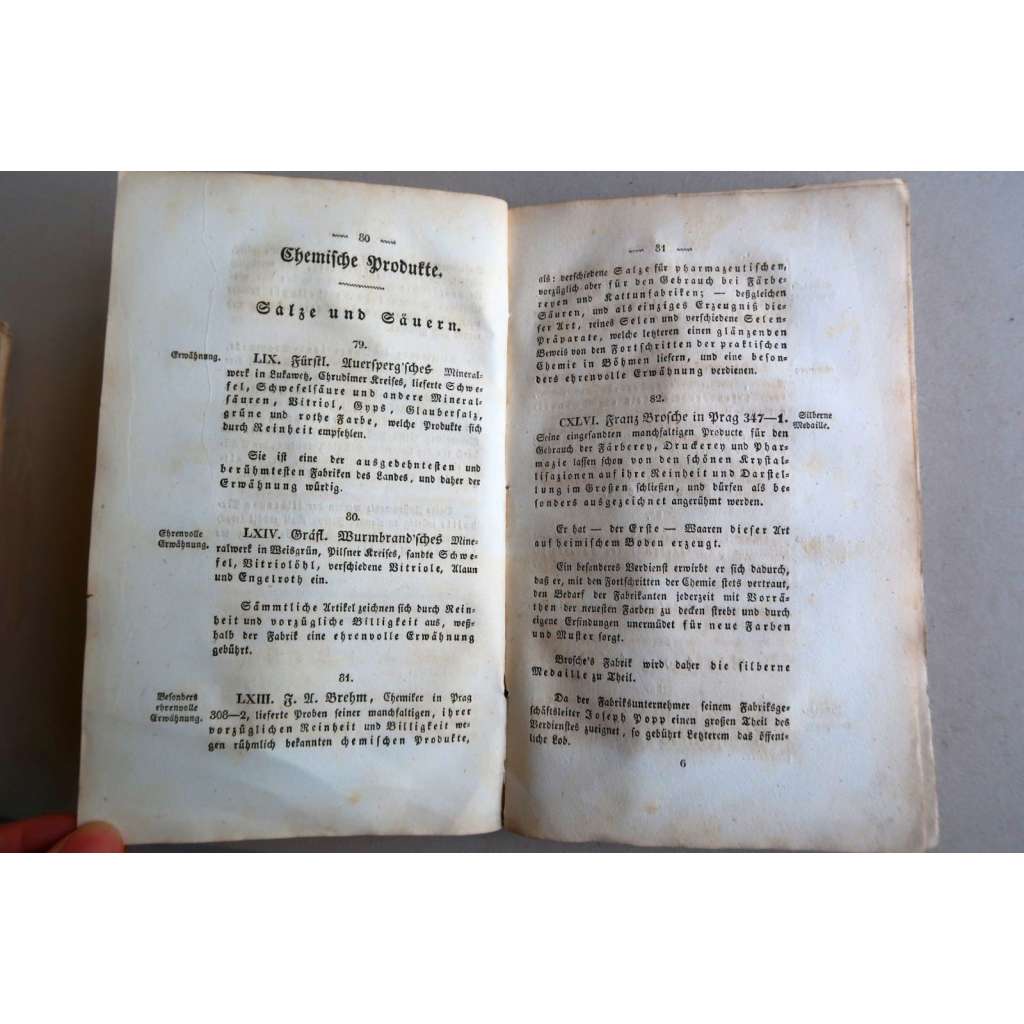 80
Chemische Produkte.
Salze und Säuern.
79.
Erwähnung.
LIX. Fürstl. Auersperg'sches Mineral-
werk in Lukawetz, Chrudimer Kreises, lieferte Schwe-
fel, Schwefelsäure und andere Mineral-
säuren, Vitriol, Gyps, Glaubersalz,
grüne und rothe Farbe, welche Produkte sich
durch Reinheit empfehlen.
Sie ist eine der ausgedehntesten und
berühmtesten Fabriken des Landes, und daher der
Erwähnung würdig.
80.
Ehrenvolle
Erwähnung.
LXIV. Gräfl. Wurmbrand'sches Mine-
ralwerk in Weisgrün, Pilsner Kreises, sandte Schwe-
fel, Vitriolöhl, verschiedene Vitriole, Alaun
und Engelroth ein.
Sämmtliche Artikel zeichnen sich durch Rein-
heit und vorzügliche Billigkeit aus, weß-
halb der Fabrik eine ehrenvolle Erwähnung
gebührt.
81.
Besonders
ehrenvolle
Erwähnung.
LXIII. J. A. Brehm, Chemiker in Prag
308—2, lieferte Proben seiner manchfaltigen, ihrer
vorzüglichen Reinheit und Billigkeit we-
gen rühmlich bekannten chemischen Produkte,
81
als: verschiedene Salze für pharmazeutischen,
vorzüglich aber für den Gebrauch bei Färbe-
reyen und Kattunfabriken; — deßgleichen
Säuren, und als einziges Erzeugniß die-
ser Art, reines Selen und verschiedene Selen-
Präparate, welche letzteren einen glänzenden
Beweis von den Fortschritten der praktischen
Chemie in Böhmen liefern, und eine beson-
ders ehrenvolle Erwähnung verdienen.
82.
CXLVI. Franz Brosche in Prag 347—1.
Silberne
Medaille.
Seine eingesandten manchfaltigen Producte für den
Gebrauch der Färberey, Druckerey und Phar-
mazie lassen schon von den schönen Krystal-
lisazionen auf ihre Reinheit und Darstel-
lung im Großen schließen, und dürfen als be-
sonders ausgezeichnet angerühmt werden.
Er hat — der Erste — Waaren dieser Art
auf heimischem Boden erzeugt.
Ein besonderes Verdienst erwirbt er sich dadurch,
daß er, mit den Fortschritten der Chemie stets vertraut,
den Bedarf der Fabrikanten jederzeit mit Vorrä-
then der neuesten Farben zu decken strebt und durch
eigene Erfindungen unermüdet für neue Farben
und Muster sorgt.
Brosche's Fabrik wird daher die silberne
Medaille zu Theil.
Da der Fabriksunternehmer seinem Fabriksge-
schäftsleiter Joseph Popp einen großen Theil des
Verdienstes zueignet, so gebührt Letzterem das öffent-
liche Lob.
6